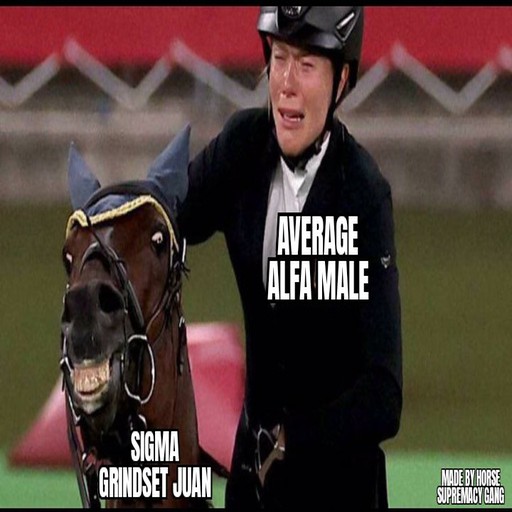 AVERAGE
ALFA MALE
SIGMA
GRINDSET JUAN
MADE BY HORSE
SUPREMACY GANG